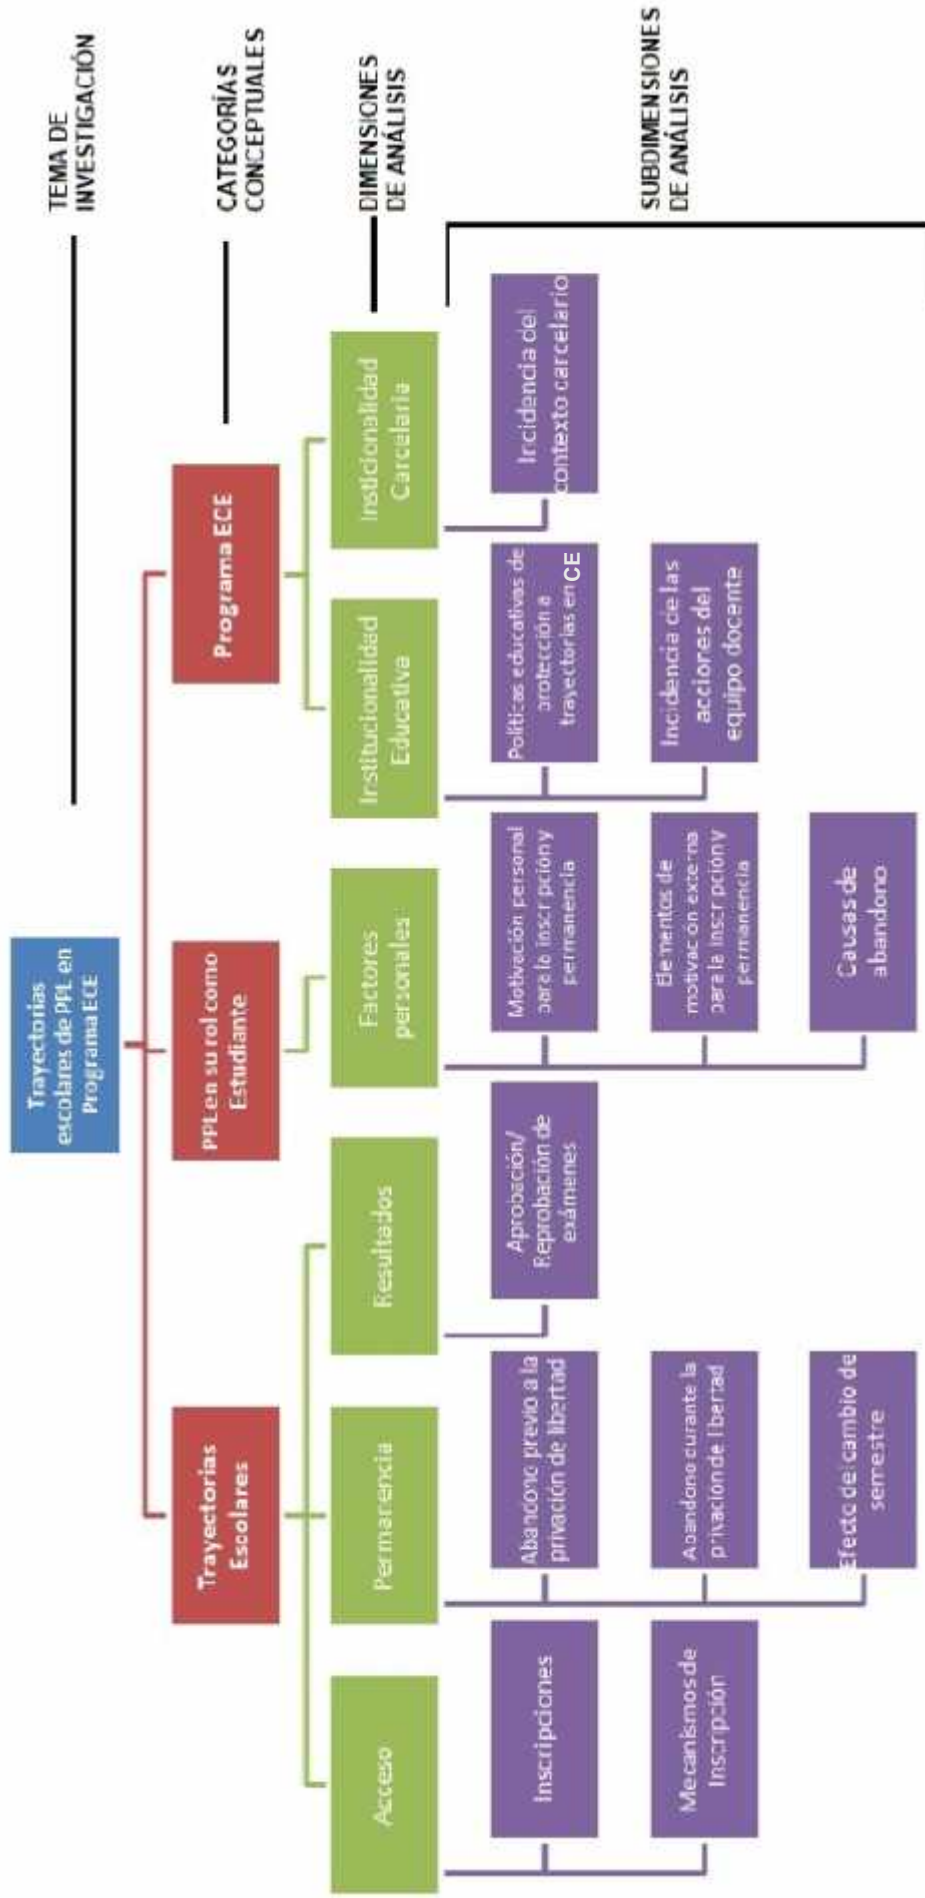 Trayectorias
escolares de PPL en
Programa ECE
TEMA DE
INVESTIGACIÓN
Trayectorias
Escolares
PPL en su rol como
Estudiante
Programa ECE
CATEGORÍAS
CONCEPTUALES
Acceso
Permanencia
Resultados
Factores
personales
Institucionalidad
Educativa
Insticionalidad
Carcelaria
DIMENSIONES
DE ANÁLISIS
Inscripciones
Mecanismos de
Inscripción
Abandono previo a la
privación de libertad
Abandono durante la
privación de libertad
Efecto del cambio de
semestre
Aprobación/
Reprobación de
exámenes
Motivación personal
para la inscripción y
permanencia
Elementos de
motivación externa
para la inscripción y
permanencia
Causas de
abandono
Políticas educativas de
protección a
trayectorias en CE
Incidencia de las
acciones del
equipo docente
Incidencia del
contexto carcelario
SUBDIMENSIONES
DE ANÁLISIS